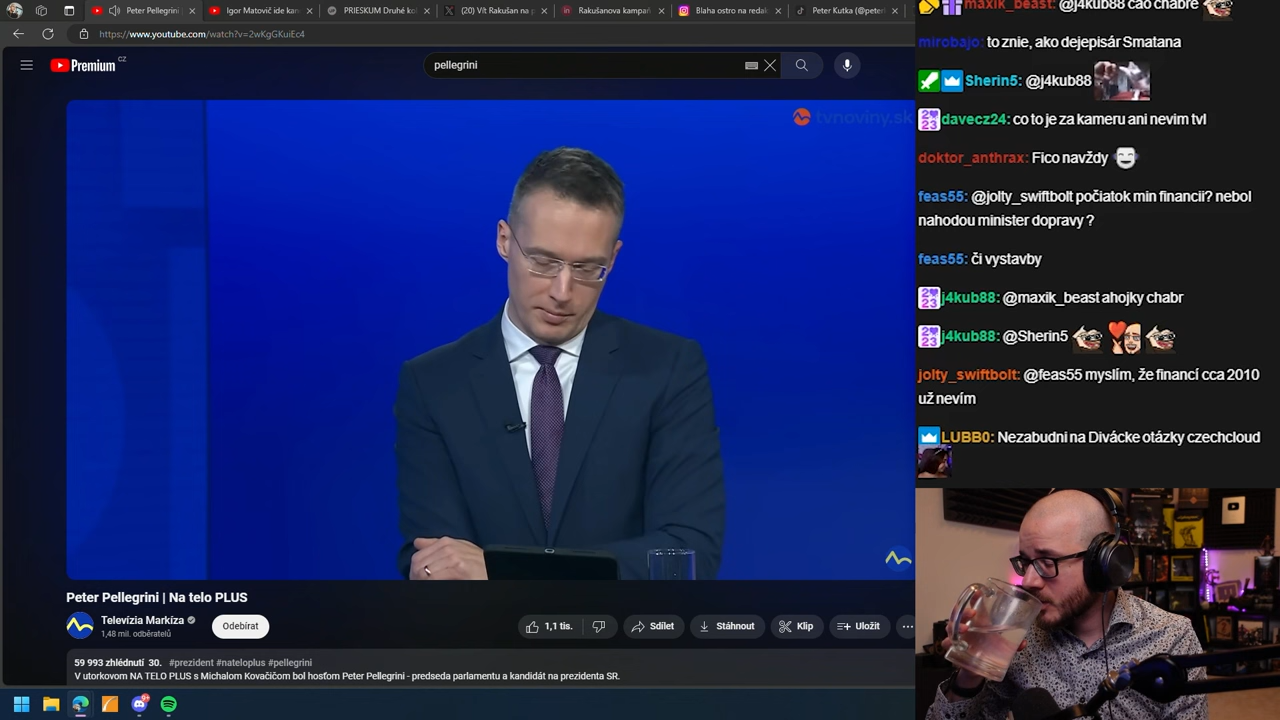 Peter Pellegrini |
Igor Matovič ide kan
PRIESKUM Druhé kol
(20) Vít Rakušan na p
Rakušanova kampaň
Blaha ostro na redak
Peter Kutka (@peter
https://www.youtube.com/watch?v=2wKgGKuiEc4
Premium CZ
pellegrini
tvnoviny.sk
Peter Pellegrini | Na telo PLUS
Televízia Markíza
1,48 mil. odběratelů
Odebírat
1,1 tis.
Sdílet
Stáhnout
Klip
Uložit
59 993 zhlédnutí 30. #prezident #nateloplus #pellegrini
V utorkovom NA TELO PLUS s Michalom Kovačičom bol hosťom Peter Pellegrini - predseda parlamentu a kandidát na prezidenta SR.
maxik_beast: @j4kub88 čao chabre
mirobajo: to znie, ako dejepisár Smatana
Sherin5: @j4kub88
davecz24: co to je za kameru ani nevim tvl
doktor_anthrax: Fico navždy
feas55: @jolty_swiftbolt počiatok min financii? nebol
nahodou minister dopravy ?
feas55: či vystavby
j4kub88: @maxik_beast ahojky chabr
j4kub88: @Sherin5
jolty_swiftbolt: @feas55 myslím, že financí cca 2010
už nevím
LUBB0: Nezabudni na Divácke otázky czechcloud